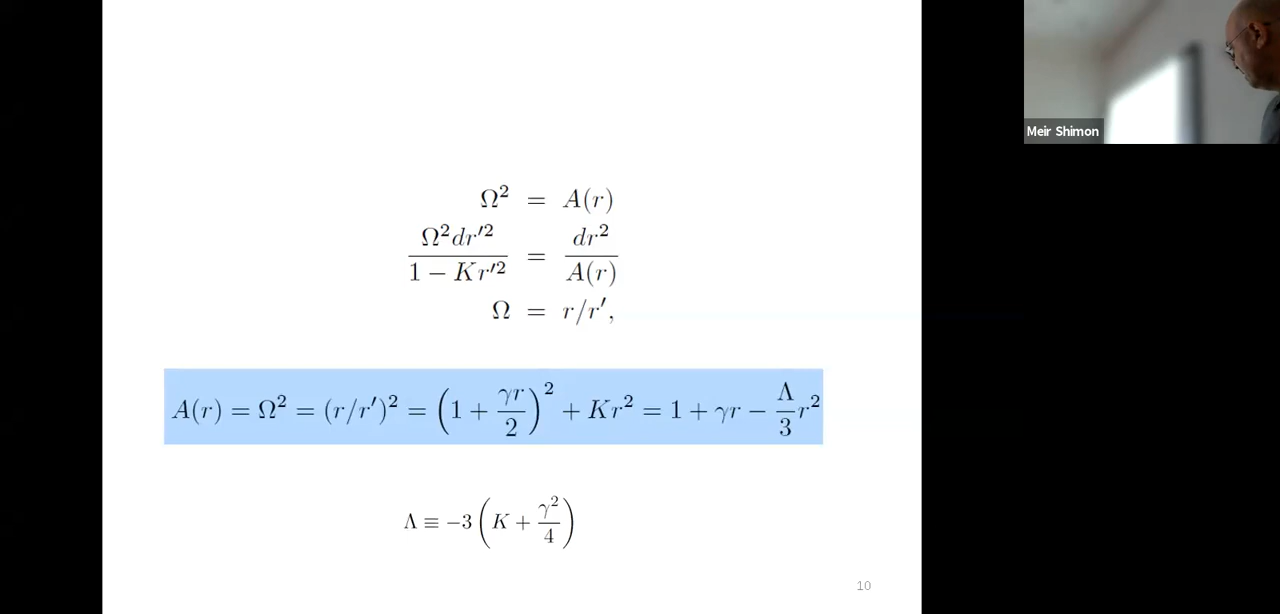 Ω² = A(r)
Ω²dr′²/(1 − Kr′²) = dr²/A(r)
Ω = r/r′,
A(r) = Ω² = (r/r′)² = (1 + γr/2)² + Kr² = 1 + γr − Λ/3 r²
Λ ≡ −3(K + γ²/4)
10
Meir Shimon